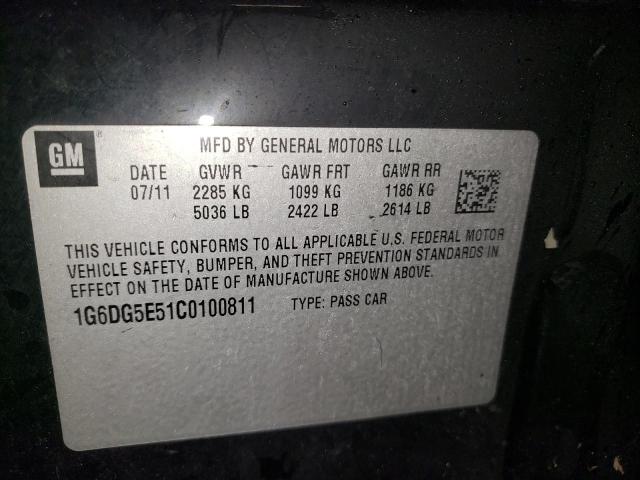 GM ® MFD BY GENERAL MOTORS LLC
DATE GVWR GAWR FRT GAWR RR
07/11 2285 KG 1099 KG 1186 KG
5036 LB 2422 LB 2614 LB
THIS VEHICLE CONFORMS TO ALL APPLICABLE U.S. FEDERAL MOTOR
VEHICLE SAFETY, BUMPER, AND THEFT PREVENTION STANDARDS IN
EFFECT ON THE DATE OF MANUFACTURE SHOWN ABOVE.
1G6DG5E51C0100811 TYPE: PASS CAR